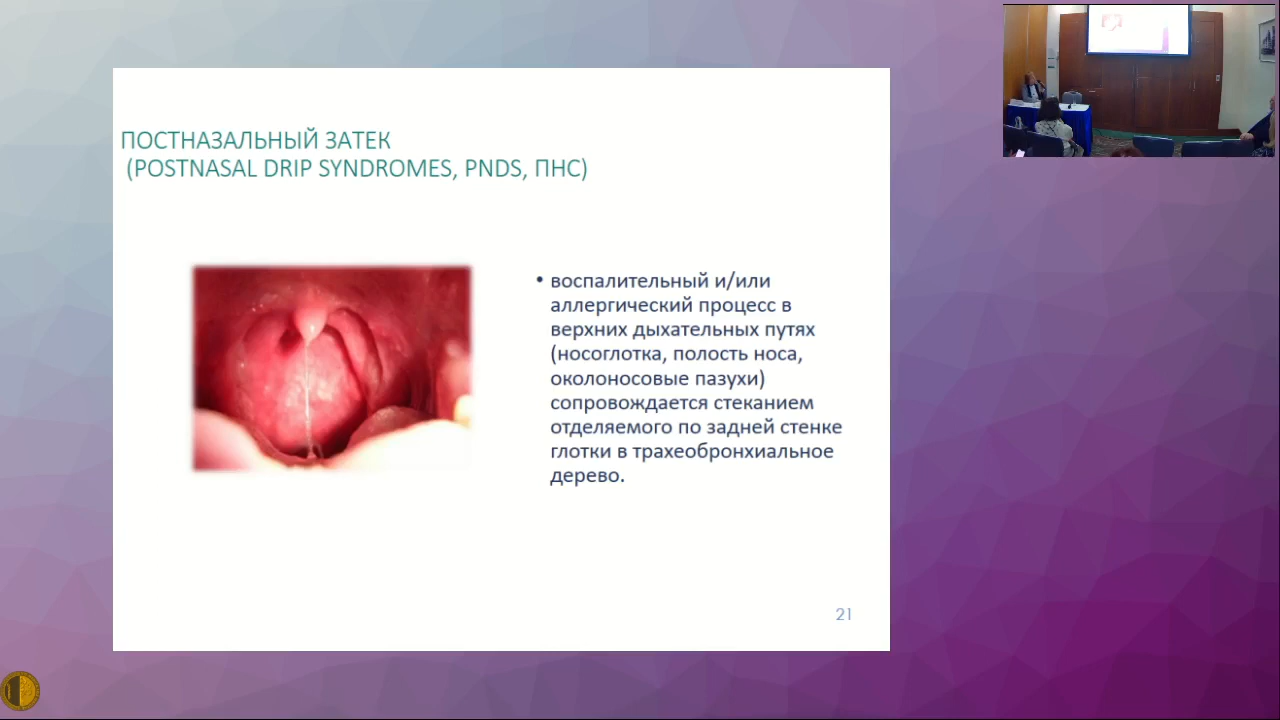 ПОСТНАЗАЛЬНЫЙ ЗАТЕК
(POSTNASAL DRIP SYNDROMES, PNDS, ПНС)
• воспалительный и/или
аллергический процесс в
верхних дыхательных путях
(носоглотка, полость носа,
околоносовые пазухи)
сопровождается стеканием
отделяемого по задней стенке
глотки в трахеобронхиальное
дерево.
21